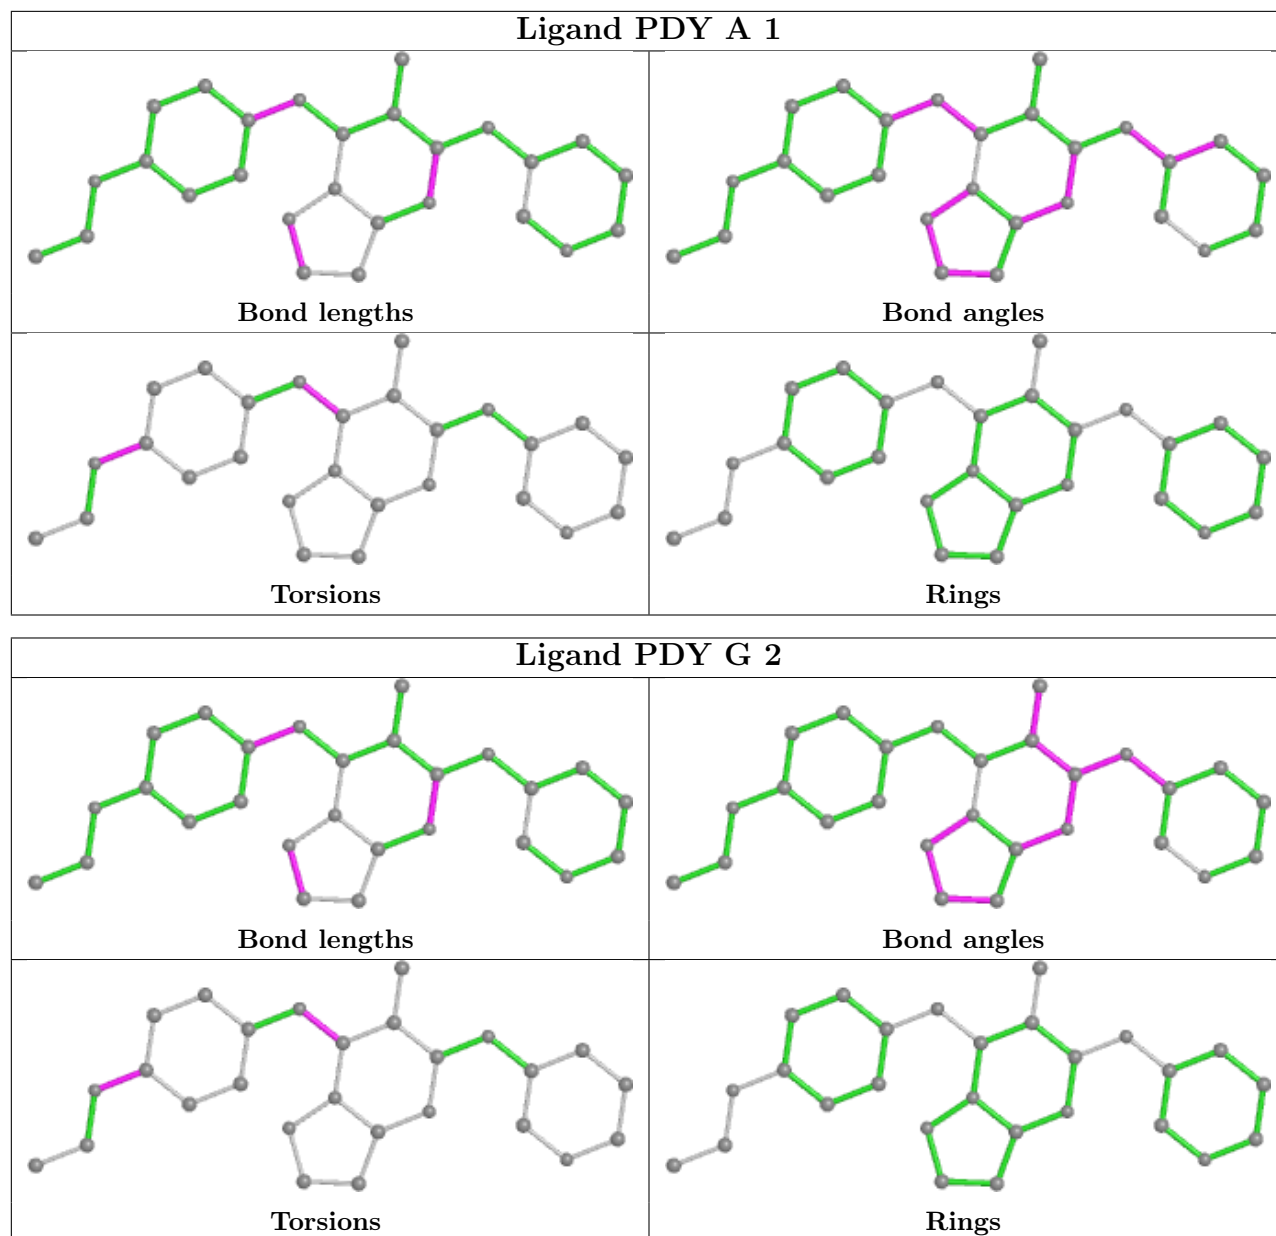 Ligand PDY A 1
Bond lengths
Bond angles
Torsions
Rings
Ligand PDY G 2
Bond lengths
Bond angles
Torsions
Rings